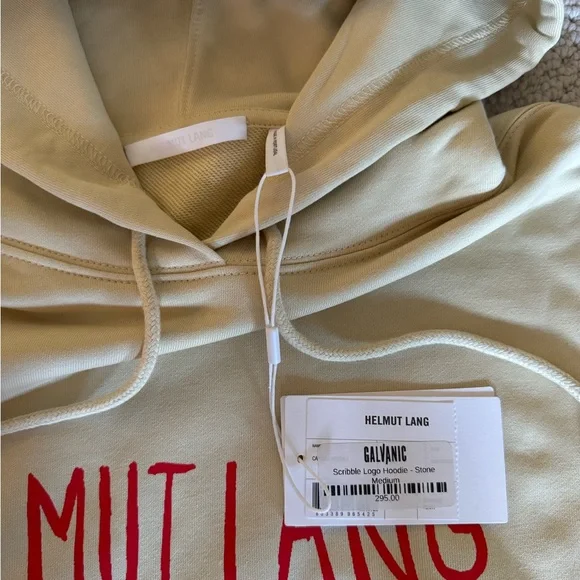 MUT LANG
HELMUT LANG
GALVANIC
Scribble Logo Hoodie - Stone
Medium
295.00
MUT LANG